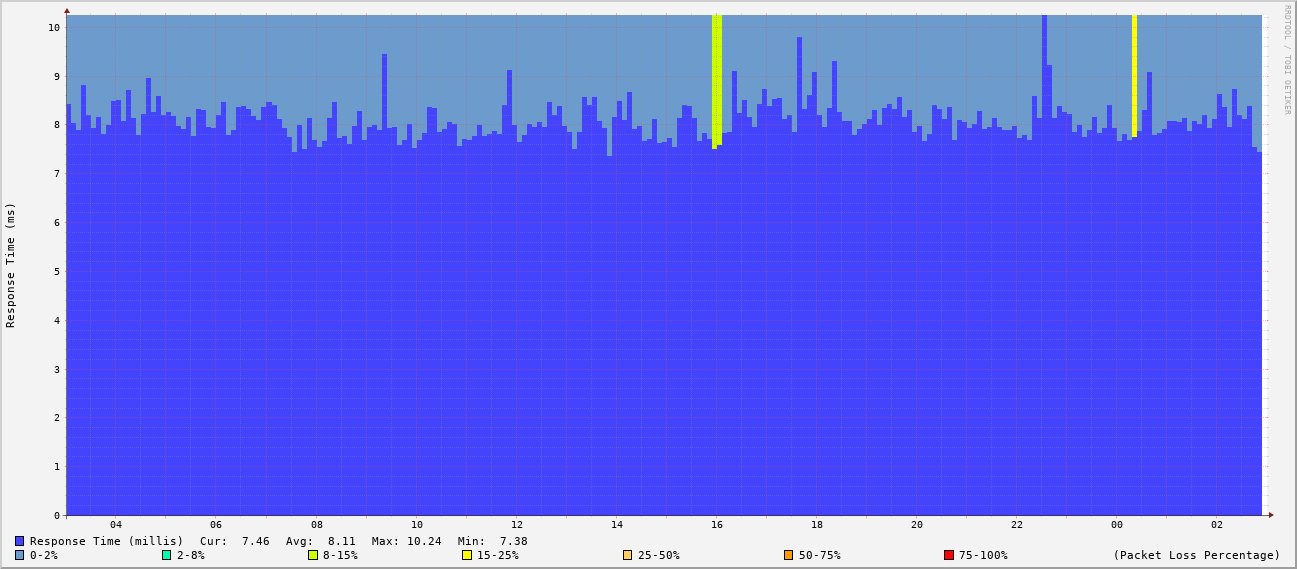 RRDTOOL / TOBI OETIKER
10
9
8
7
6
5
4
3
2
1
0
Response Time (ms)
04 06 08 10 12 14 16 18 20 22 00 02
Response Time (millis) Cur: 7.46 Avg: 8.11 Max: 10.24 Min: 7.38
0-2% 2-8% 8-15% 15-25% 25-50% 50-75% 75-100% (Packet Loss Percentage)